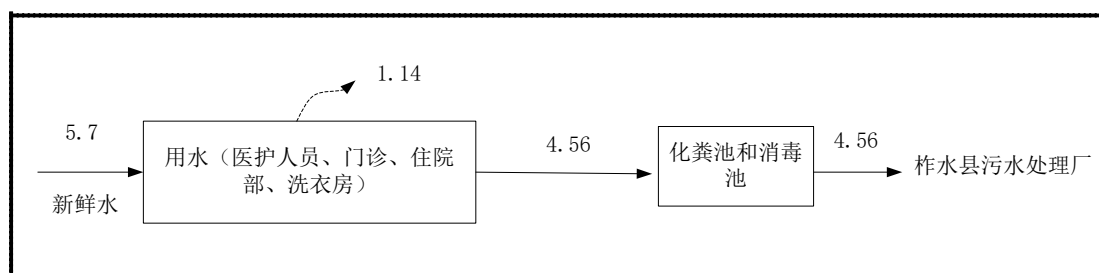 1.14
5.7
新鲜水
用水（医护人员、门诊、住院
部、洗衣房）
4.56
化粪池和消毒
池
4.56
柞水县污水处理厂